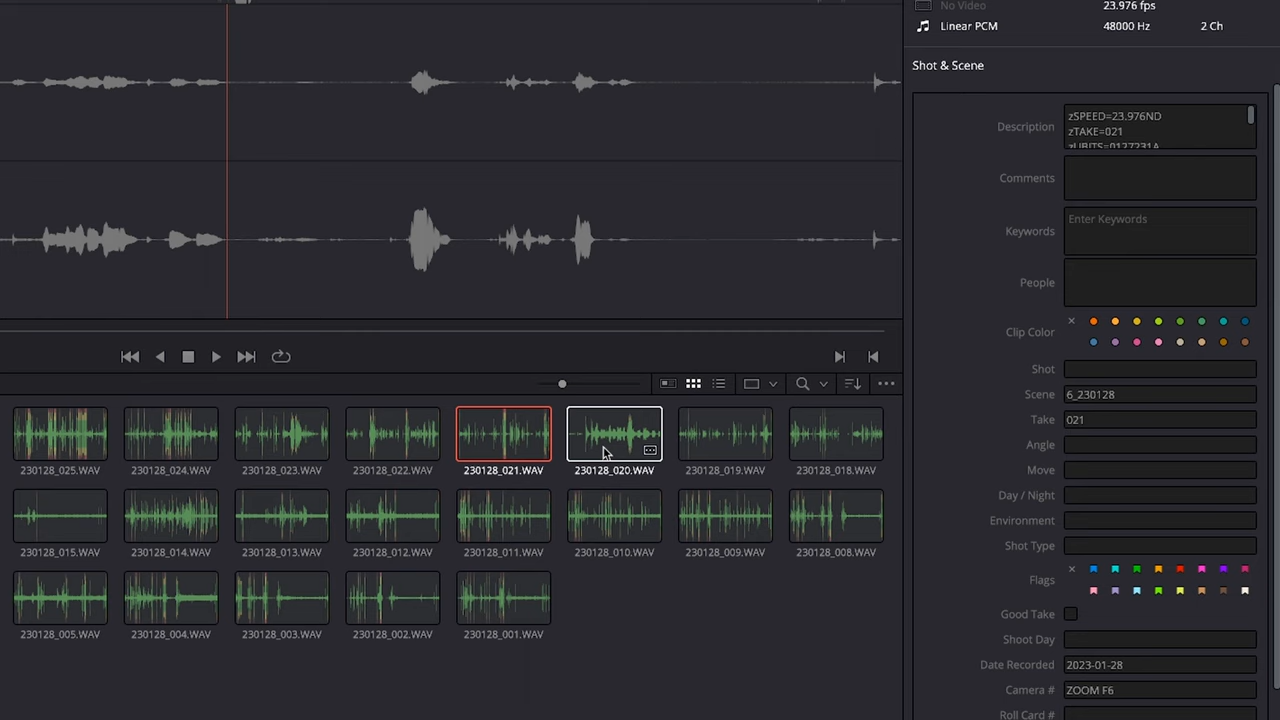 No Video 23.976 fps
Linear PCM 48000 Hz 2 Ch
Shot & Scene
Description zSPEED=23.976ND
zTAKE=021
zUBITS=0127231A
Comments
Keywords Enter Keywords
People
Clip Color
Shot
Scene 6_230128
Take 021
Angle
Move
Day / Night
Environment
Shot Type
Flags
Good Take
Shoot Day
Date Recorded 2023-01-28
Camera # ZOOM F6
Roll Card #
230128_025.WAV 230128_024.WAV 230128_023.WAV 230128_022.WAV 230128_021.WAV 230128_020.WAV 230128_019.WAV 230128_018.WAV
230128_015.WAV 230128_014.WAV 230128_013.WAV 230128_012.WAV 230128_011.WAV 230128_010.WAV 230128_009.WAV 230128_008.WAV
230128_005.WAV 230128_004.WAV 230128_003.WAV 230128_002.WAV 230128_001.WAV